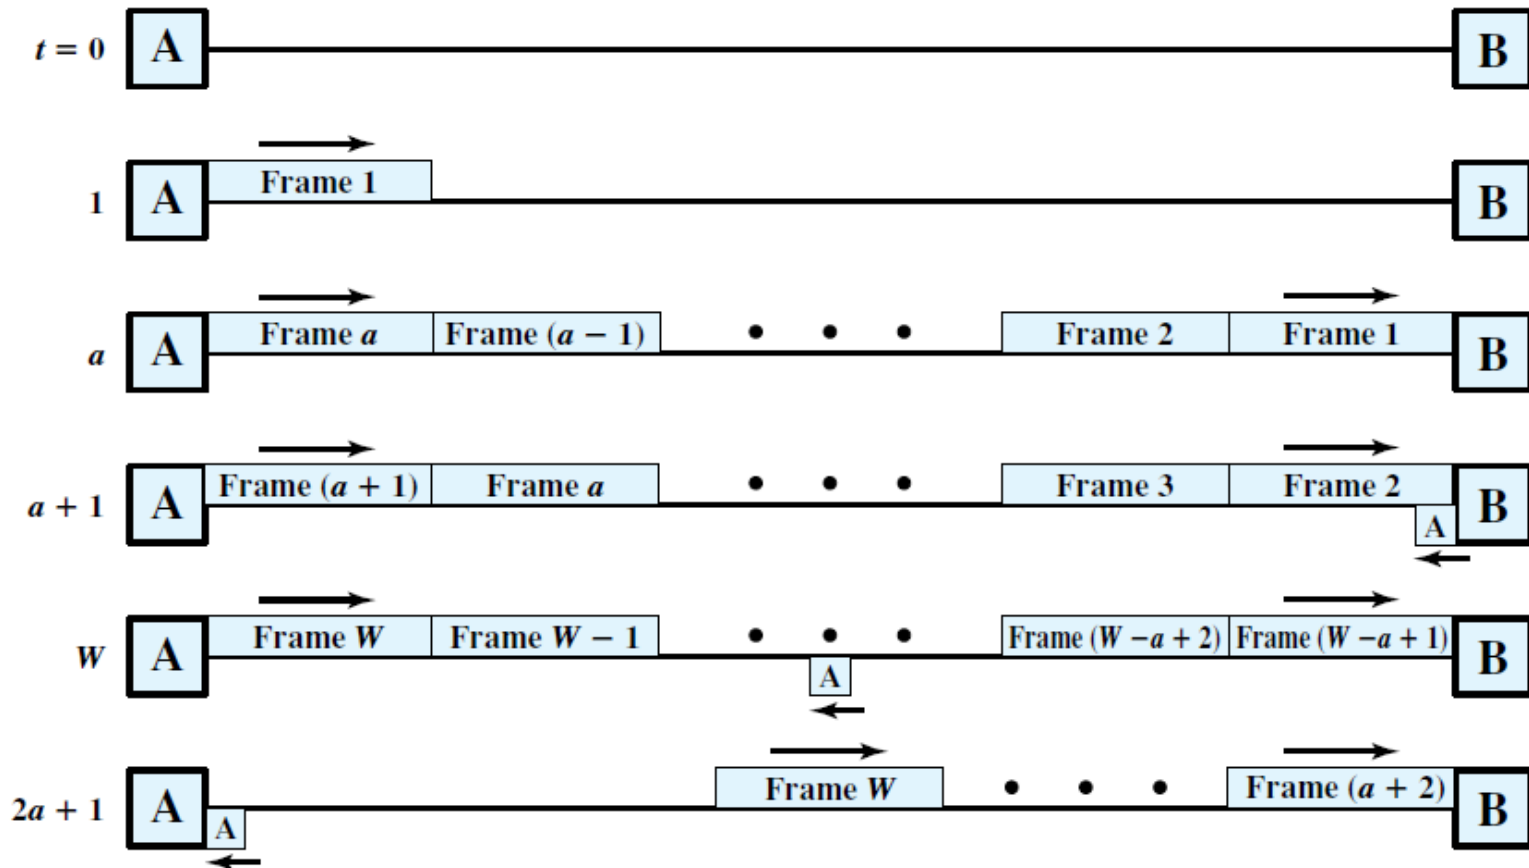 t = 0 A B
Frame 1
1 A B
Frame a Frame (a − 1) • • • Frame 2 Frame 1
a A B
Frame (a + 1) Frame a • • • Frame 3 Frame 2
a + 1 A A B
Frame W Frame W − 1 • • • Frame (W − a + 2) Frame (W − a + 1)
W A A B
Frame W • • • Frame (a + 2)
2a + 1 A A B